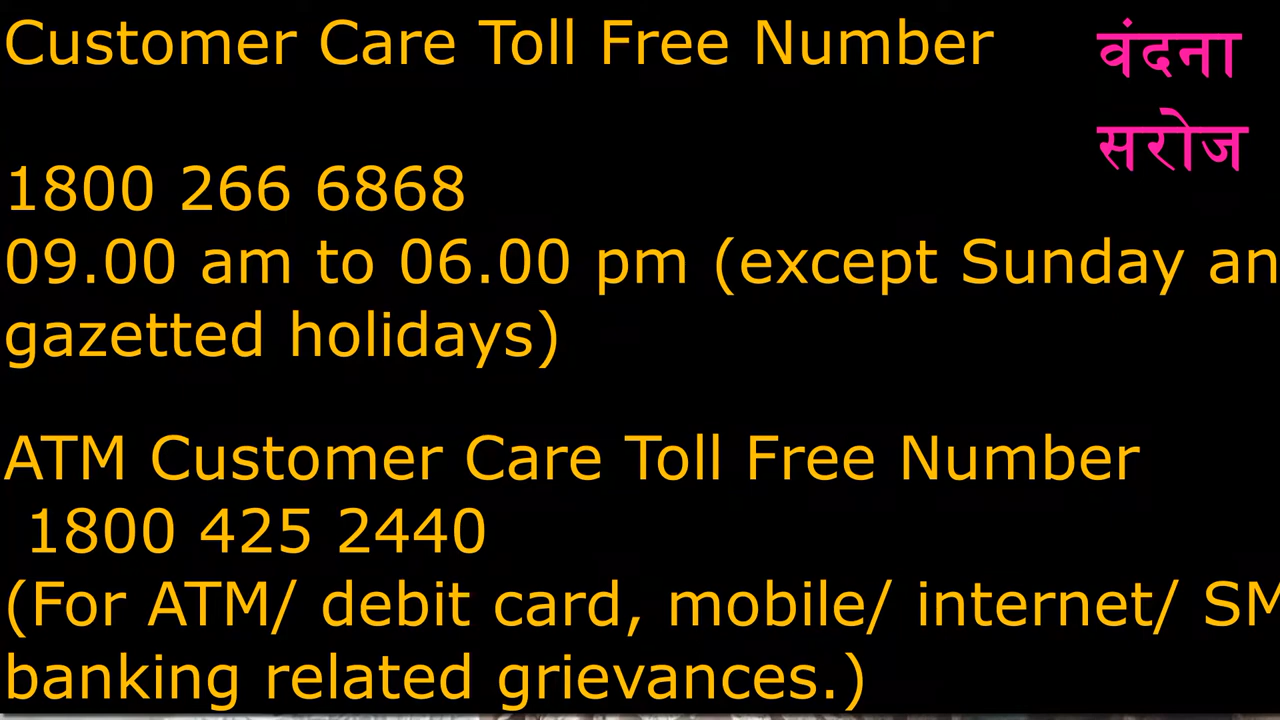 Customer Care Toll Free Number
वंदना
सरोज
1800 266 6868
09.00 am to 06.00 pm (except Sunday an
gazetted holidays)
ATM Customer Care Toll Free Number
1800 425 2440
(For ATM/ debit card, mobile/ internet/ SM
banking related grievances.)